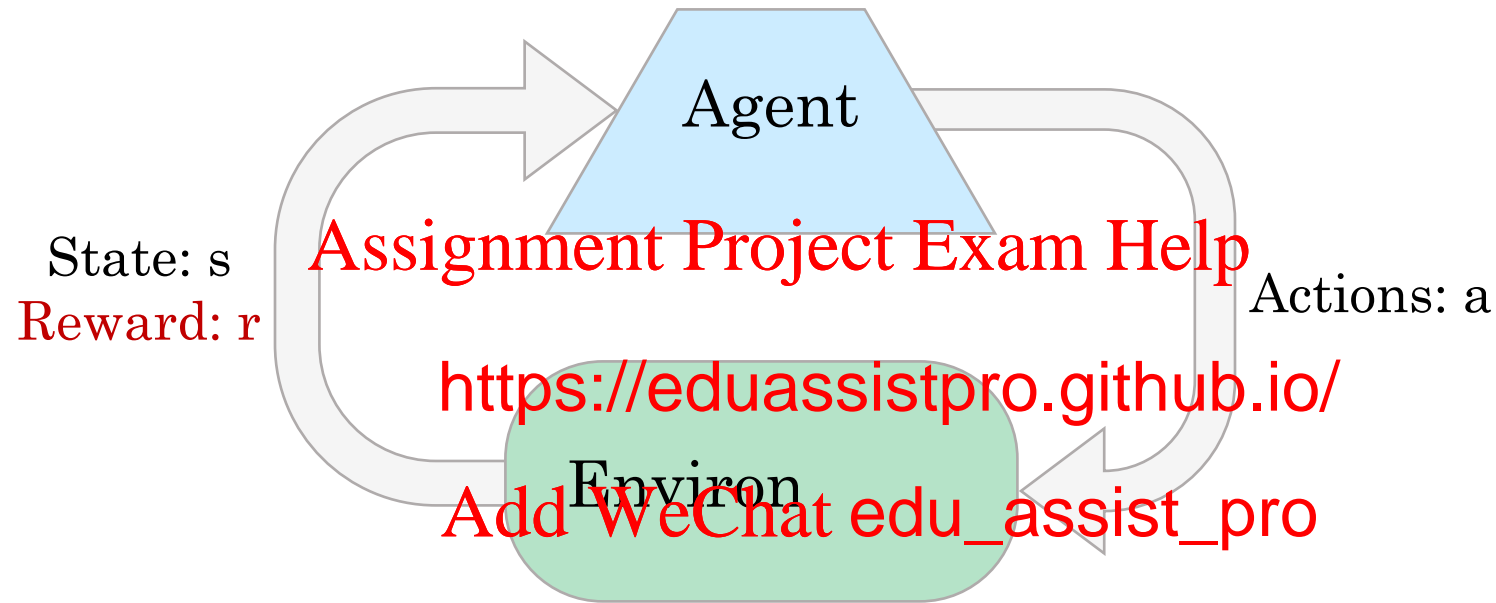 Agent
Assignment Project Exam Help
State: s
Reward: r
Actions: a
https://eduassistpro.github.io/
Environ
Add WeChat edu_assist_pro